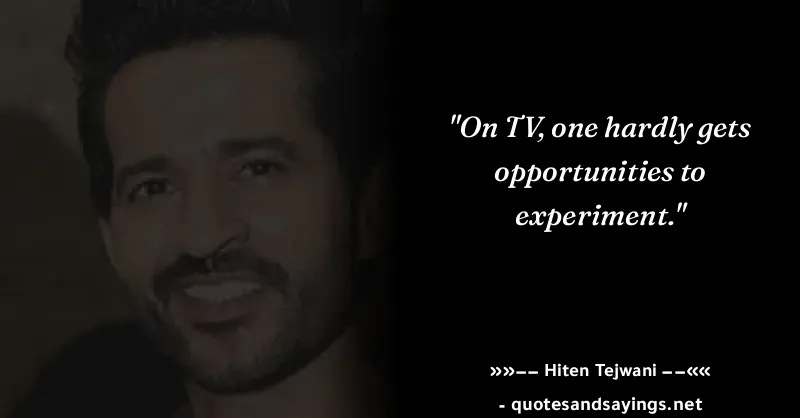 "On TV, one hardly gets
opportunities to
experiment."
»»–– Hiten Tejwani ––««
- quotesandsayings.net